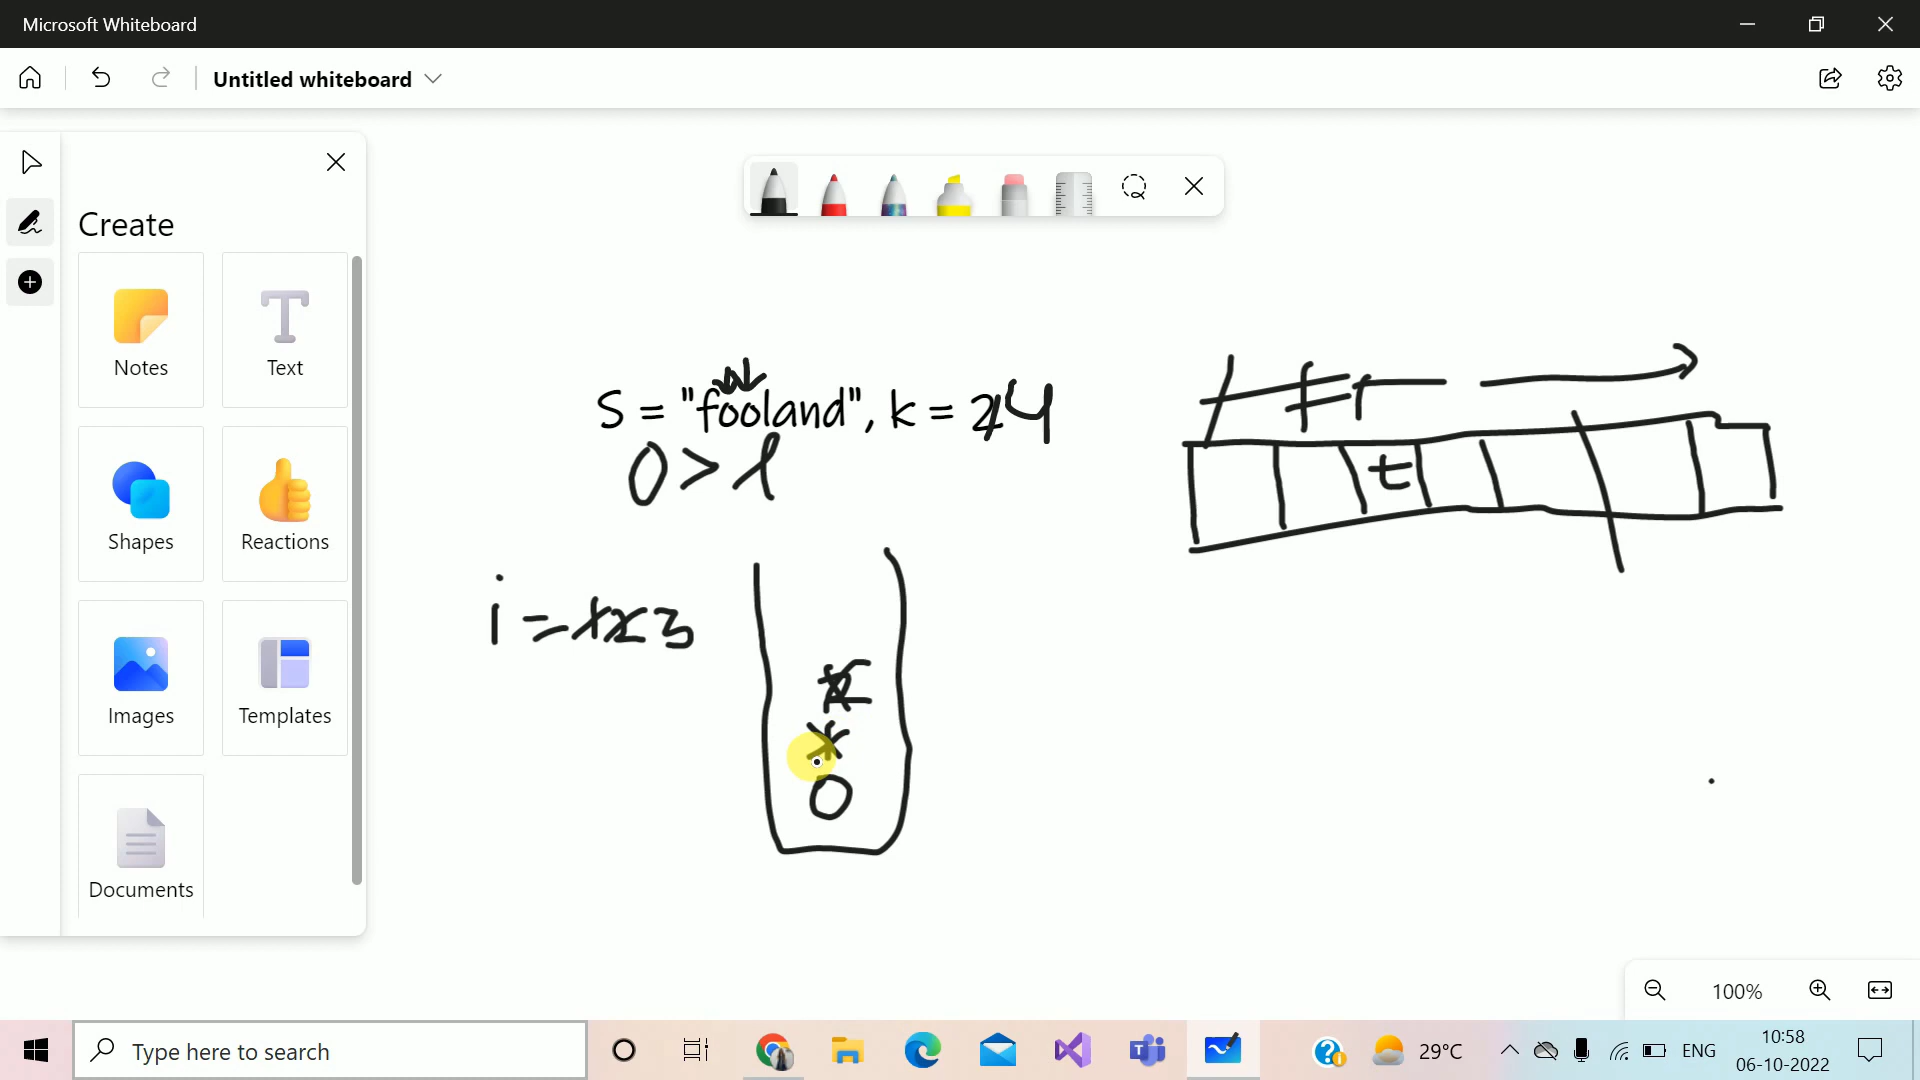 Microsoft Whiteboard
Untitled whiteboard
Create
Notes
Text
Shapes
Reactions
Images
Templates
Documents
S = "fooland", k = 4
0 >
i = 3
t
0
100%
Type here to search
29°C
ENG
10:58
06-10-2022